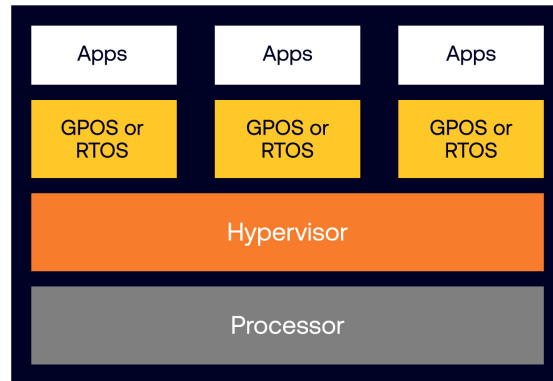 Apps
Apps
Apps
GPOS or
RTOS
GPOS or
RTOS
GPOS or
RTOS
Hypervisor
Processor